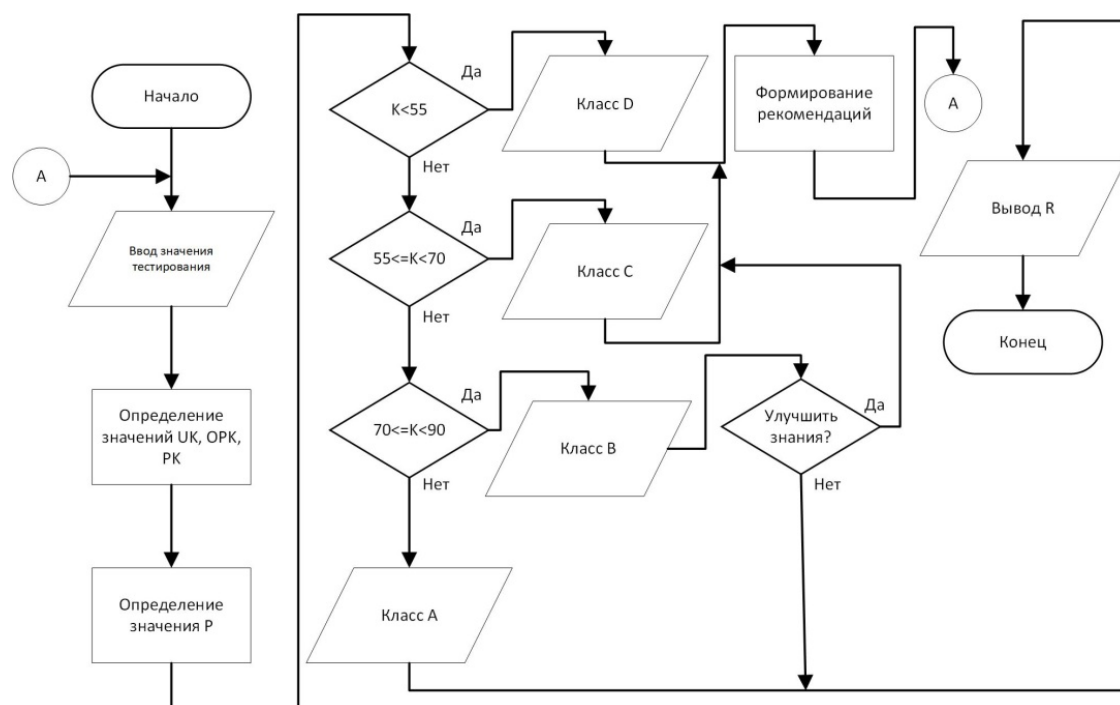 Начало
А
Ввод значения
тестирования
Определение
значений UK, OPK,
PK
Определение
значения P
K<55
Да
Нет
Класс D
55<=K<70
Да
Нет
Класс C
70<=K<90
Да
Нет
Класс B
Класс А
Улучшить
знания?
Да
Нет
Формирование
рекомендаций
А
Вывод R
Конец